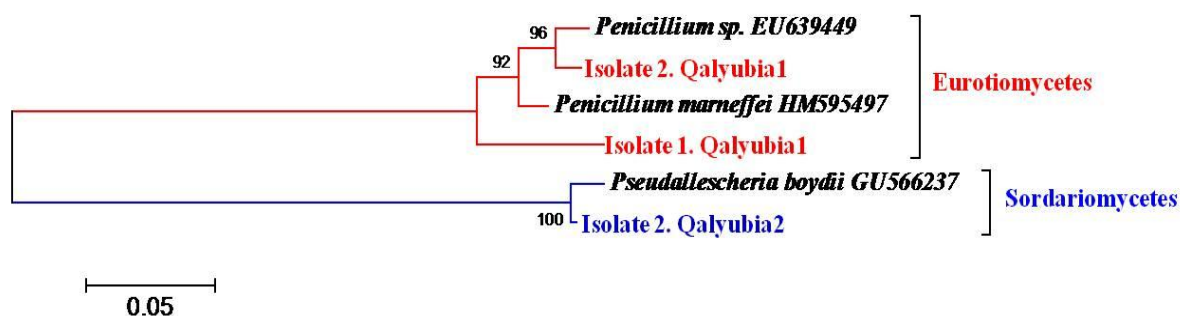 96
Penicillium sp. EU639449
92
Isolate 2. Qalyubia1
Eurotiomycetes
Penicillium marneffei HM595497
Isolate 1. Qalyubia1
Pseudallescheria boydii GU566237
Sordariomycetes
100
Isolate 2. Qalyubia2
0.05